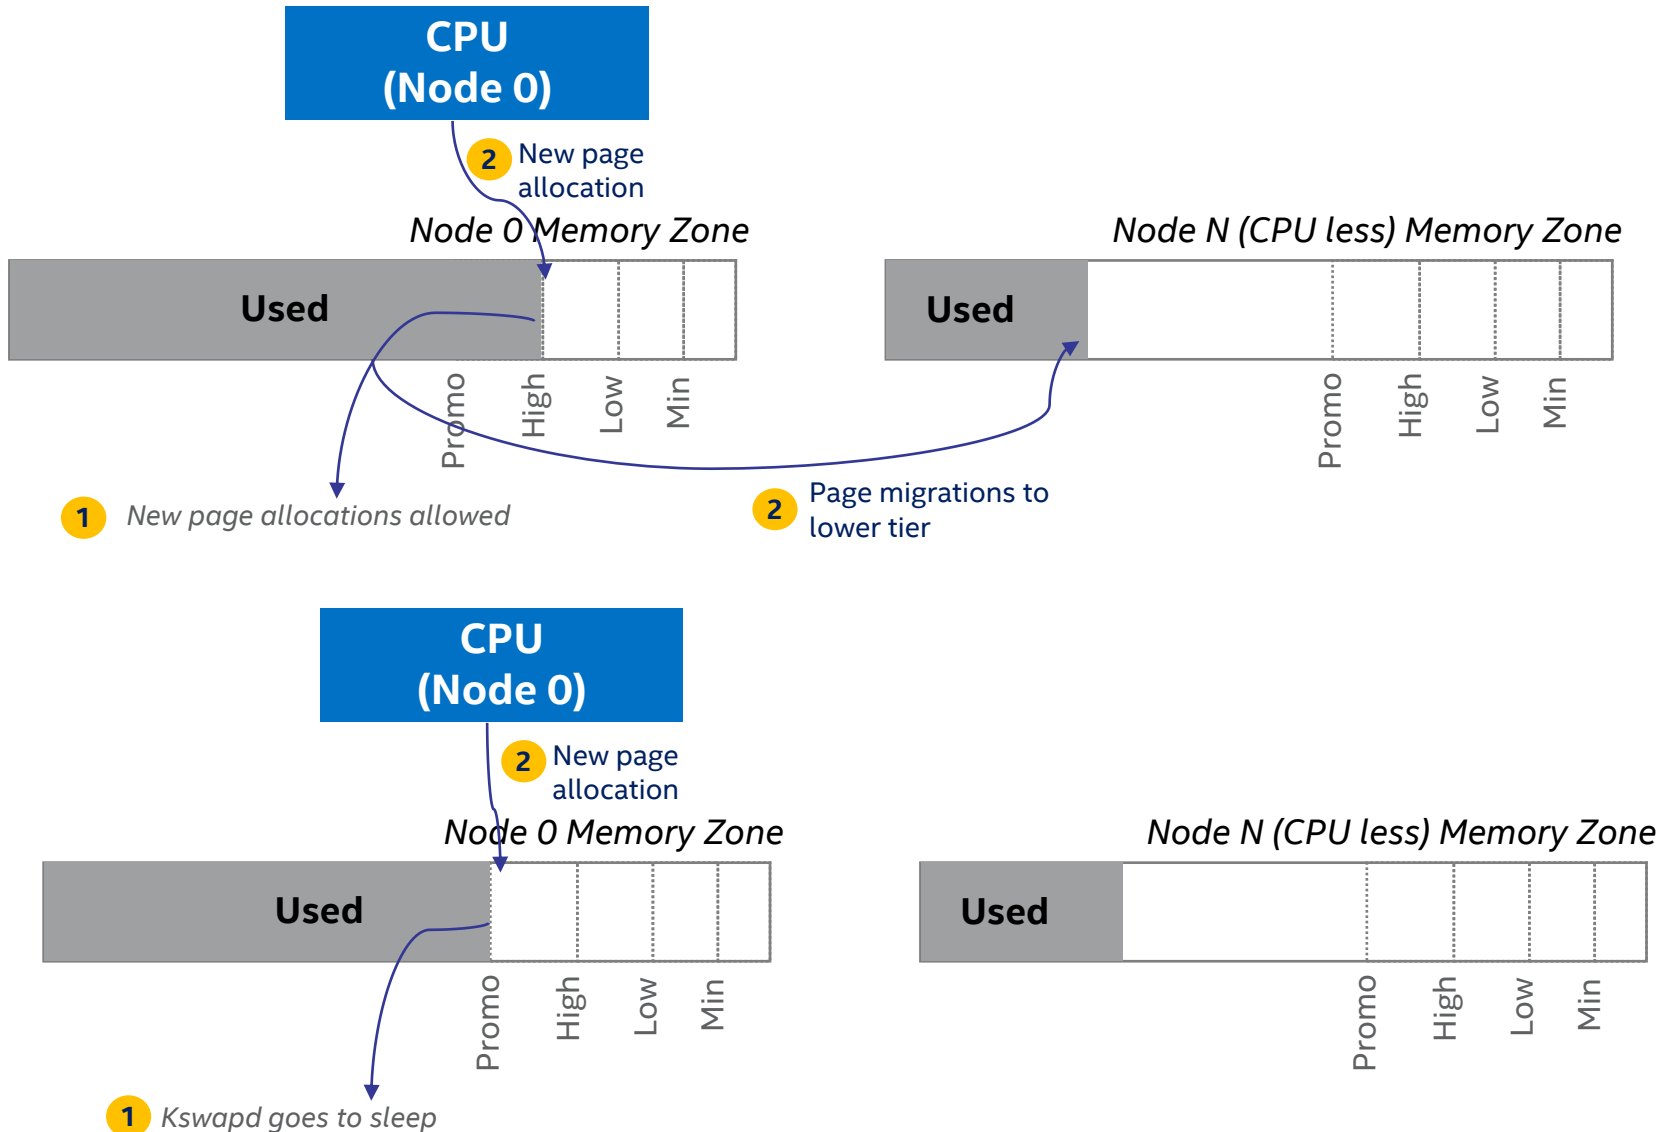 CPU
(Node 0)
2 New page
allocation
Node 0 Memory Zone
Node N (CPU less) Memory Zone
Used
Used
Promo
High
Low
Min
Promo
High
Low
Min
1 New page allocations allowed
2 Page migrations to
lower tier
CPU
(Node 0)
2 New page
allocation
Node 0 Memory Zone
Node N (CPU less) Memory Zone
Used
Used
Promo
High
Low
Min
Promo
High
Low
Min
1 Kswapd goes to sleep